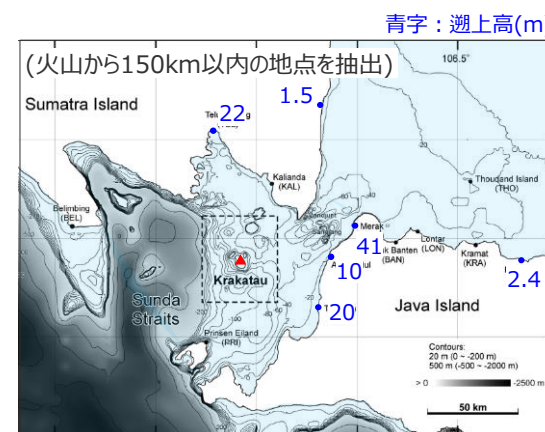 青字：遡上高(m
(火山から150km以内の地点を抽出)
106.5°
Sumatra Island
1.5
22
Kalianda
(KAL)
Thousand Island
(THO)
Belimbing
(BEL)
Merak
41
Lontar
(LON)
ik Banten
(BAN)
Kramat
(KRA)
10
2.4
Krakatau
Sunda
Straits
20
Java Island
Prinsen Eiland
(PRI)
Contours:
20 m (0 ~ -200 m)
500 m (-500 ~ -2000 m)
> 0
-2500 m
50 km